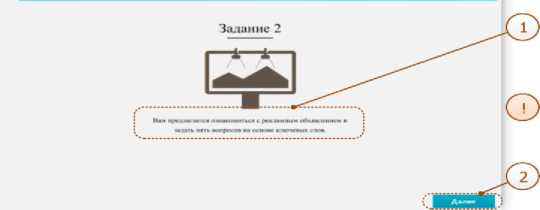 Задание 2
1
Вам предлагается ознакомиться с рекламным объявлением и
задать пять вопросов на основе ключевых слов.
!
2
Далее